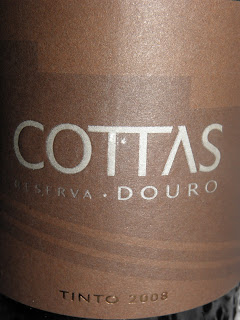 COTTAS
RESERVA · DOURO
TINTO 2008